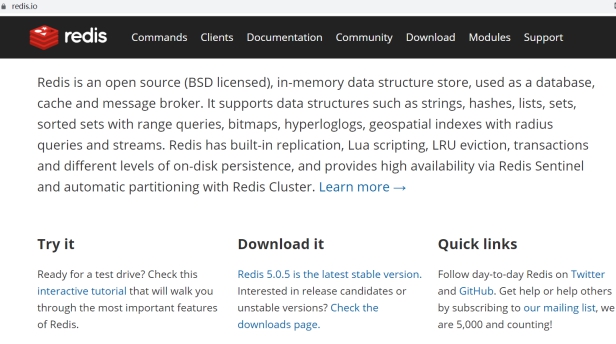 redis.io
redis
Commands Clients Documentation Community Download Modules Support
Redis is an open source (BSD licensed), in-memory data structure store, used as a database,
cache and message broker. It supports data structures such as strings, hashes, lists, sets,
sorted sets with range queries, bitmaps, hyperloglogs, geospatial indexes with radius
queries and streams. Redis has built-in replication, Lua scripting, LRU eviction, transactions
and different levels of on-disk persistence, and provides high availability via Redis Sentinel
and automatic partitioning with Redis Cluster. Learn more →
Try it
Ready for a test drive? Check this
interactive tutorial that will walk you
through the most important features
of Redis.
Download it
Redis 5.0.5 is the latest stable version.
Interested in release candidates or
unstable versions? Check the
downloads page.
Quick links
Follow day-to-day Redis on Twitter
and GitHub. Get help or help others
by subscribing to our mailing list, we
are 5,000 and counting!